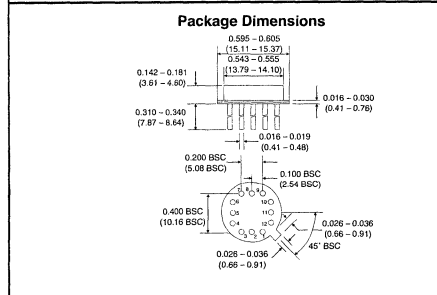 Package Dimensions
0.595 – 0.605
(15.11 – 15.37)
0.543 – 0.555
(13.79 – 14.10)
0.142 – 0.181
(3.61 – 4.60)
0.016 – 0.030
(0.41 – 0.76)
0.310 – 0.340
(7.87 – 8.64)
0.016 – 0.019
(0.41 – 0.48)
0.200 BSC
(5.08 BSC)
0.100 BSC
(2.54 BSC)
7 8 9
6 10
5 11
4 12
3 2 1
0.400 BSC
(10.16 BSC)
0.026 – 0.036
(0.66 – 0.91)
45° BSC
0.026 – 0.036
(0.66 – 0.91)